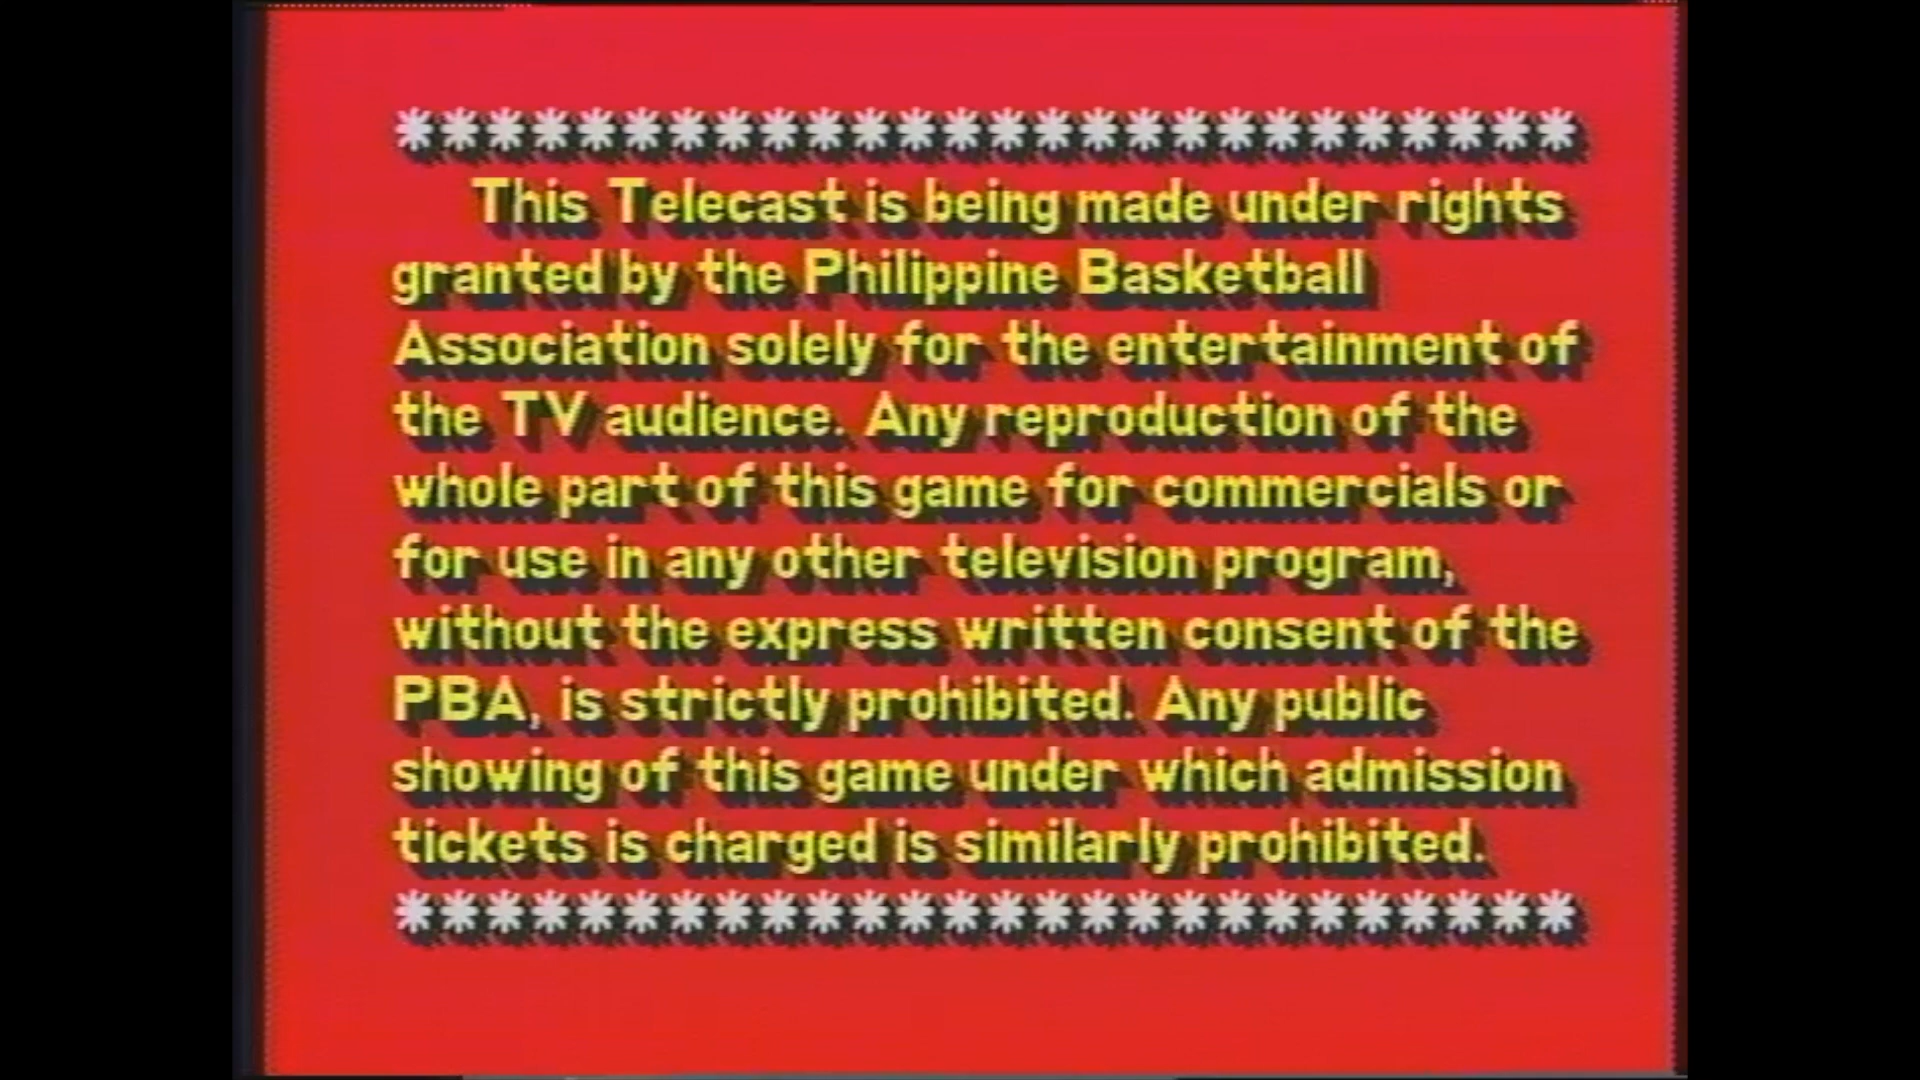 **************************
This Telecast is being made under rights
granted by the Philippine Basketball
Association solely for the entertainment of
the TV audience. Any reproduction of the
whole part of this game for commercials or
for use in any other television program,
without the express written consent of the
PBA, is strictly prohibited. Any public
showing of this game under which admission
tickets is charged is similarly prohibited.
**************************